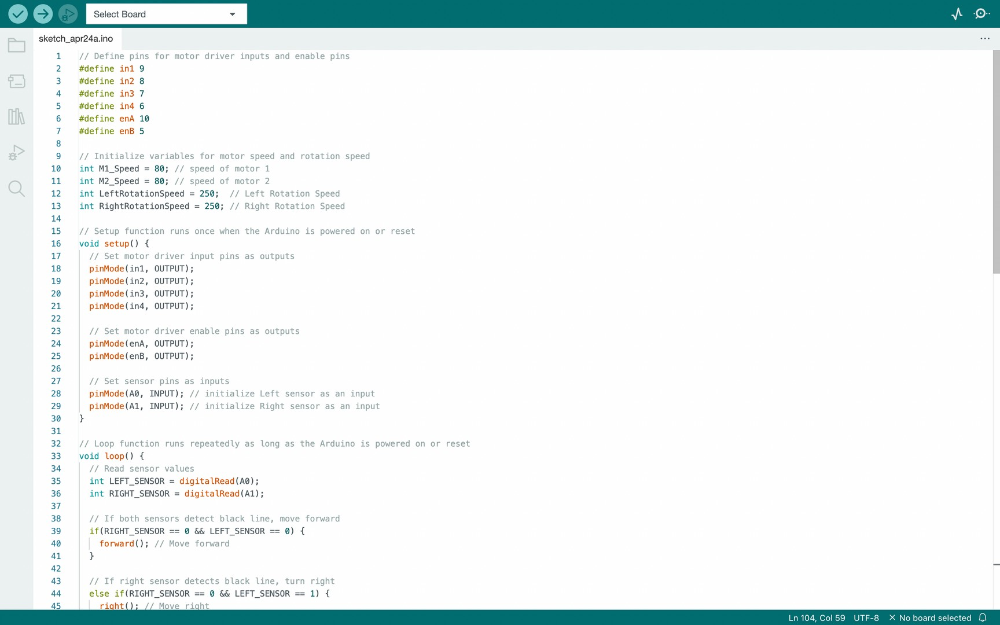 Select Board
sketch_apr24a.ino
1 // Define pins for motor driver inputs and enable pins
2 #define in1 9
3 #define in2 8
4 #define in3 7
5 #define in4 6
6 #define enA 10
7 #define enB 5
8
9 // Initialize variables for motor speed and rotation speed
10 int M1_Speed = 80; // speed of motor 1
11 int M2_Speed = 80; // speed of motor 2
12 int LeftRotationSpeed = 250;  // Left Rotation Speed
13 int RightRotationSpeed = 250; // Right Rotation Speed
14
15 // Setup function runs once when the Arduino is powered on or reset
16 void setup() {
17   // Set motor driver input pins as outputs
18   pinMode(in1, OUTPUT);
19   pinMode(in2, OUTPUT);
20   pinMode(in3, OUTPUT);
21   pinMode(in4, OUTPUT);
22
23   // Set motor driver enable pins as outputs
24   pinMode(enA, OUTPUT);
25   pinMode(enB, OUTPUT);
26
27   // Set sensor pins as inputs
28   pinMode(A0, INPUT); // initialize Left sensor as an input
29   pinMode(A1, INPUT); // initialize Right sensor as an input
30 }
31
32 // Loop function runs repeatedly as long as the Arduino is powered on or reset
33 void loop() {
34   // Read sensor values
35   int LEFT_SENSOR = digitalRead(A0);
36   int RIGHT_SENSOR = digitalRead(A1);
37
38   // If both sensors detect black line, move forward
39   if(RIGHT_SENSOR == 0 && LEFT_SENSOR == 0) {
40     forward(); // Move forward
41   }
42
43   // If right sensor detects black line, turn right
44   else if(RIGHT_SENSOR == 0 && LEFT_SENSOR == 1) {
45     right(); // Move right
Ln 104, Col 59 UTF-8 × No board selected